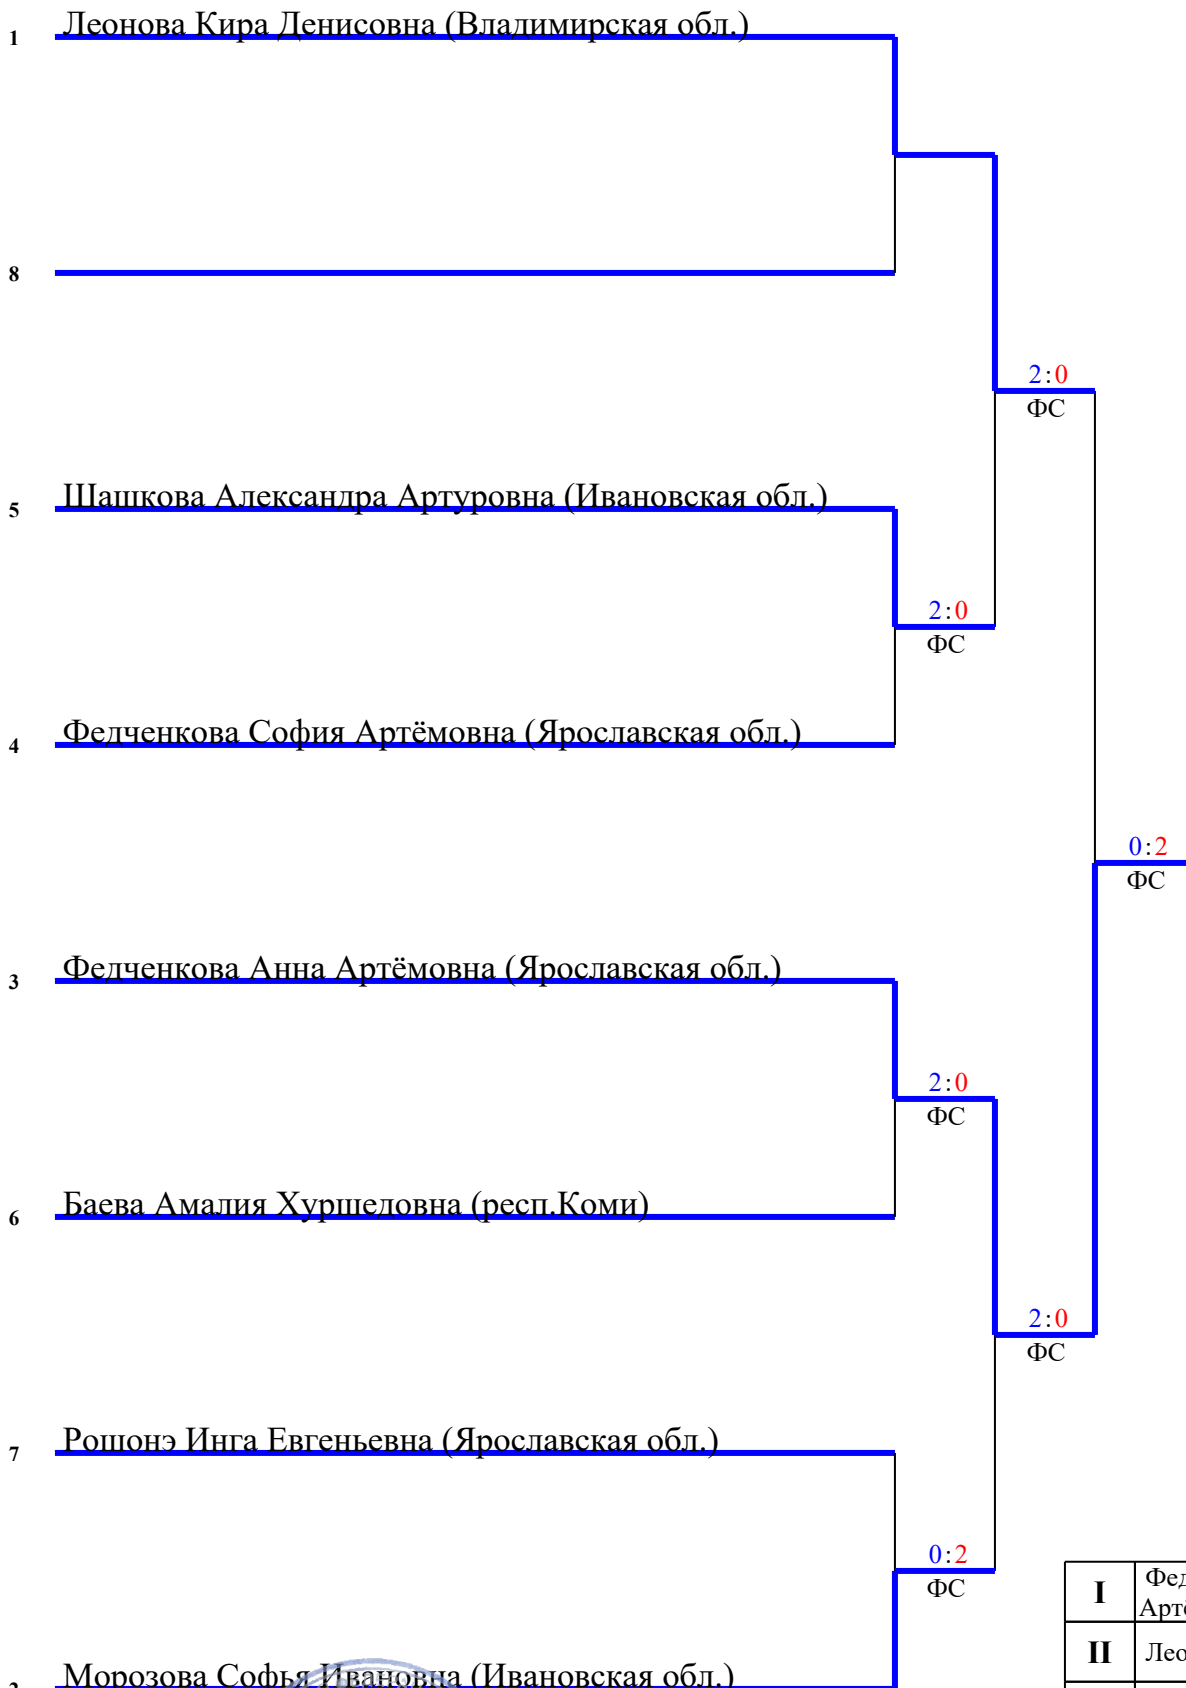 1 Леонова Кира Денисовна (Владимирская обл.)
8
2:0
ФС
5 Шашкова Александра Артуровна (Ивановская обл.)
2:0
ФС
4 Федченкова София Артёмовна (Ярославская обл.)
0:2
ФС
3 Федченкова Анна Артёмовна (Ярославская обл.)
2:0
ФС
6 Баева Амалия Хуршедовна (респ.Коми)
2:0
ФС
7 Рошонэ Инга Евгеньевна (Ярославская обл.)
0:2
ФС
I Фед
Артё
II Лео
Морозова Софья Ивановна (Ивановская обл.)